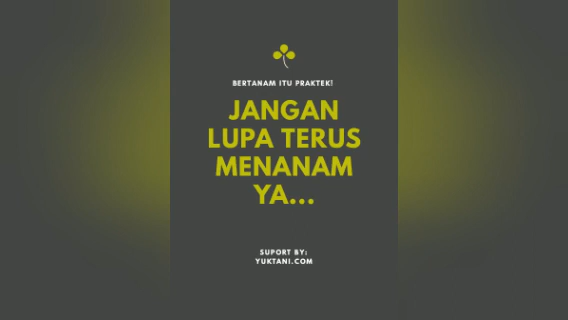 BERTANAM ITU PRAKTEK!
JANGAN
LUPA TERUS
MENANAM
YA...
SUPORT BY:
YUKTANI.COM